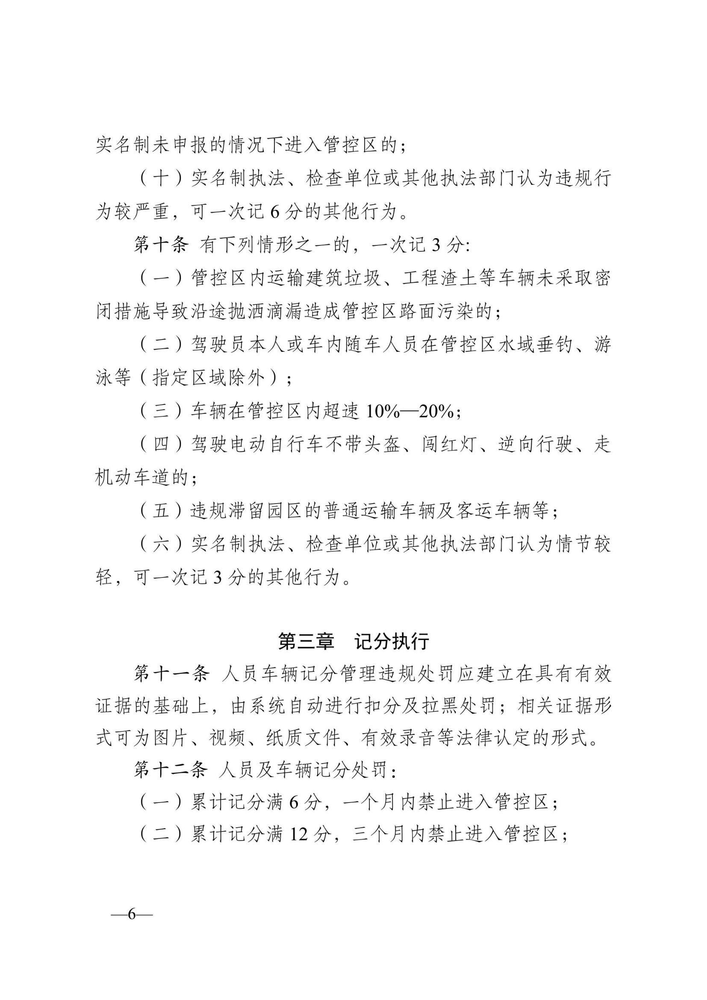 实名制未申报的情况下进入管控区的；
（十）实名制执法、检查单位或其他执法部门认为违规行
为较严重，可一次记 6 分的其他行为。
第十条 有下列情形之一的，一次记 3 分:
（一）管控区内运输建筑垃圾、工程渣土等车辆未采取密
闭措施导致沿途抛洒滴漏造成管控区路面污染的；
（二）驾驶员本人或车内随车人员在管控区水域垂钓、游
泳等（指定区域除外）；
（三）车辆在管控区内超速 10%—20%；
（四）驾驶电动自行车不带头盔、闯红灯、逆向行驶、走
机动车道的；
（五）违规滞留园区的普通运输车辆及客运车辆等；
（六）实名制执法、检查单位或其他执法部门认为情节较
轻，可一次记 3 分的其他行为。
第三章　记分执行
第十一条 人员车辆记分管理违规处罚应建立在具有有效
证据的基础上，由系统自动进行扣分及拉黑处罚；相关证据形
式可为图片、视频、纸质文件、有效录音等法律认定的形式。
第十二条 人员及车辆记分处罚：
（一）累计记分满 6 分，一个月内禁止进入管控区；
（二）累计记分满 12 分，三个月内禁止进入管控区；
—6—